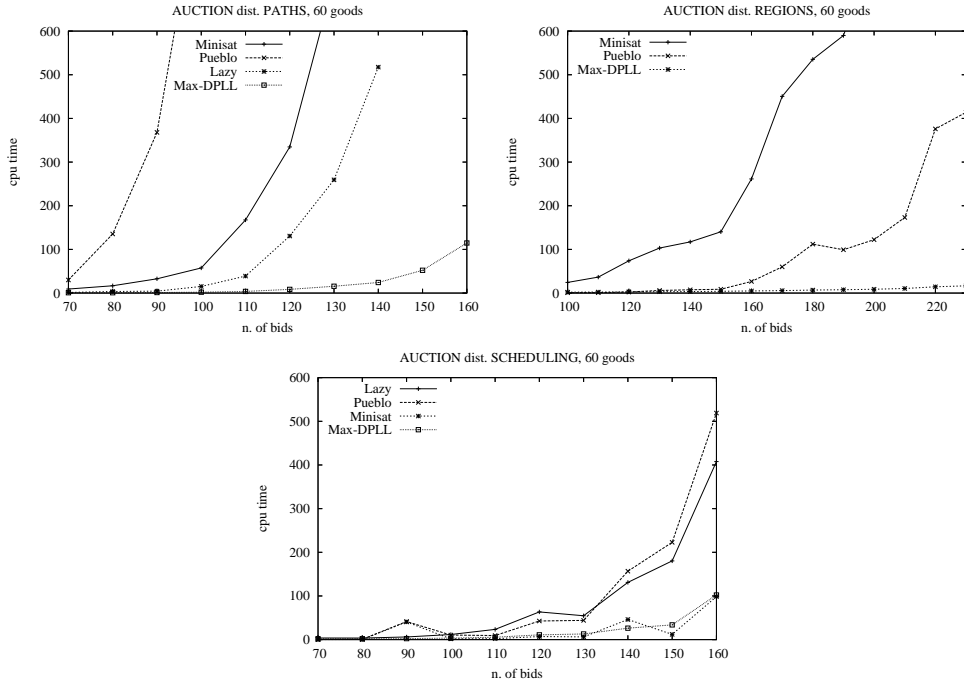 AUCTION dist. PATHS, 60 goods
600
500
400
300
200
100
0
cpu time
Minisat
Pueblo
Lazy
Max-DPLL
70 80 90 100 110 120 130 140 150 160
n. of bids
AUCTION dist. REGIONS, 60 goods
600
500
400
300
200
100
0
cpu time
Minisat
Pueblo
Max-DPLL
100 120 140 160 180 200 220
n. of bids
AUCTION dist. SCHEDULING, 60 goods
600
500
400
300
200
100
0
cpu time
Lazy
Pueblo
Minisat
Max-DPLL
70 80 90 100 110 120 130 140 150 160
n. of bids